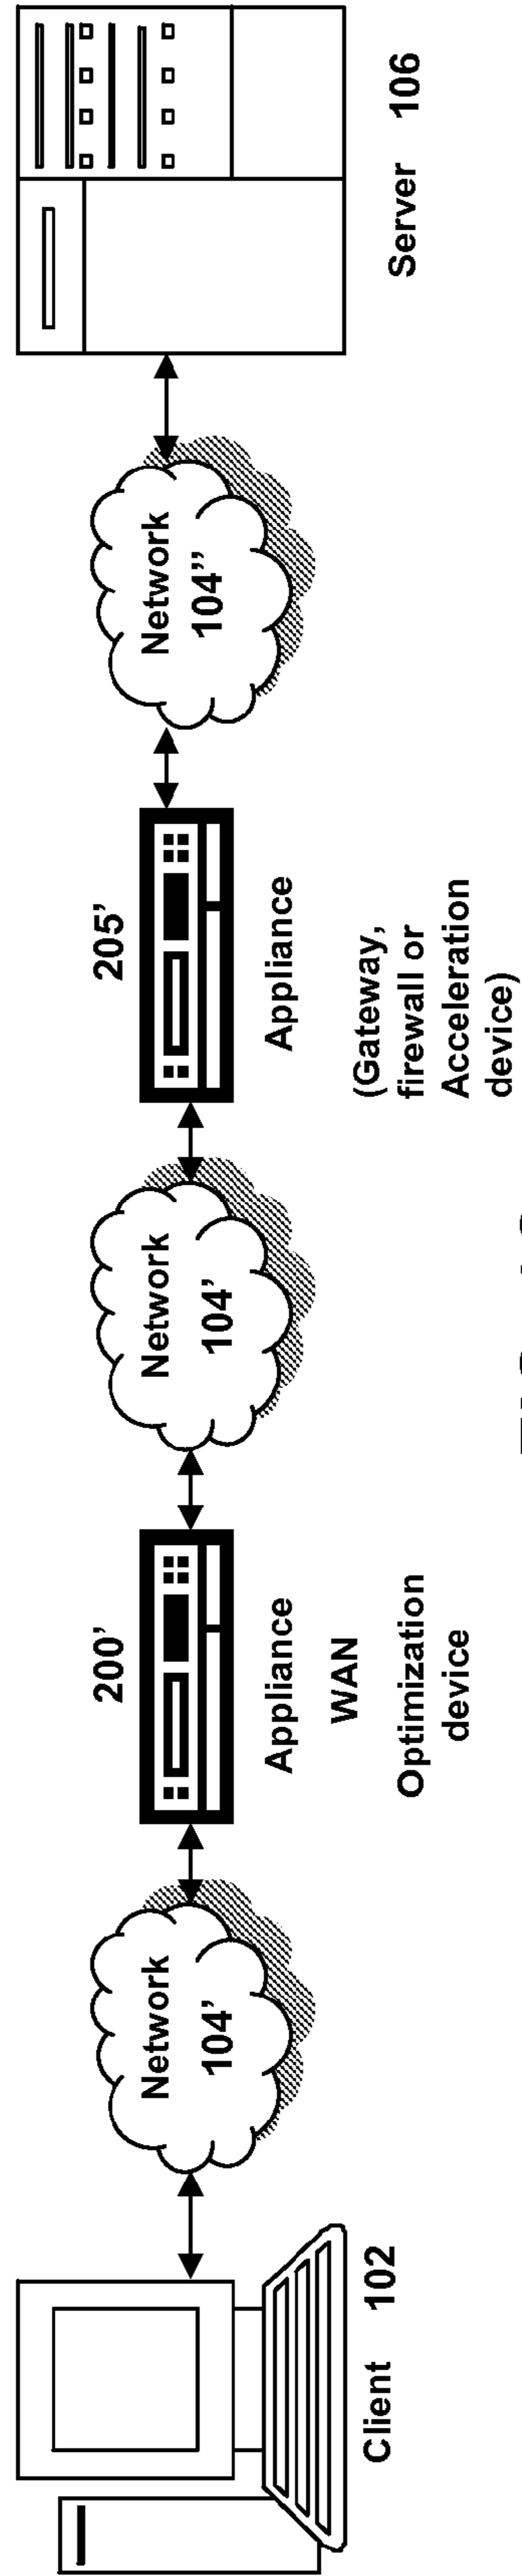 Client 102
Network
104'
200'
Appliance
WAN
Optimization
device
Network
104'
205'
Appliance
(Gateway,
firewall or
Acceleration
device)
Network
104"
Server 106